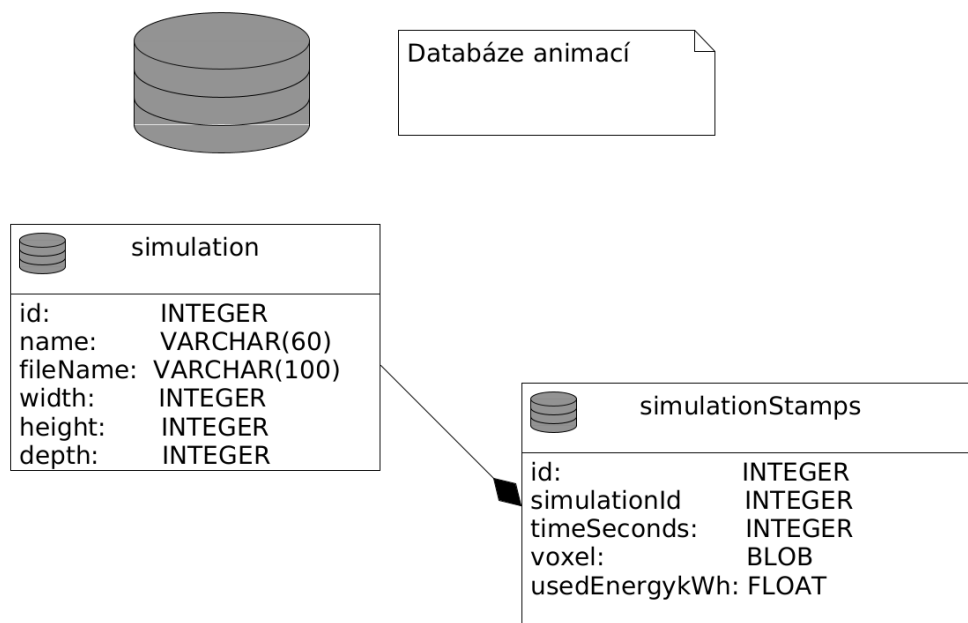 Databáze animací
simulation
id: INTEGER
name: VARCHAR(60)
fileName: VARCHAR(100)
width: INTEGER
height: INTEGER
depth: INTEGER
simulationStamps
id: INTEGER
simulationId INTEGER
timeSeconds: INTEGER
voxel: BLOB
usedEnergykWh: FLOAT